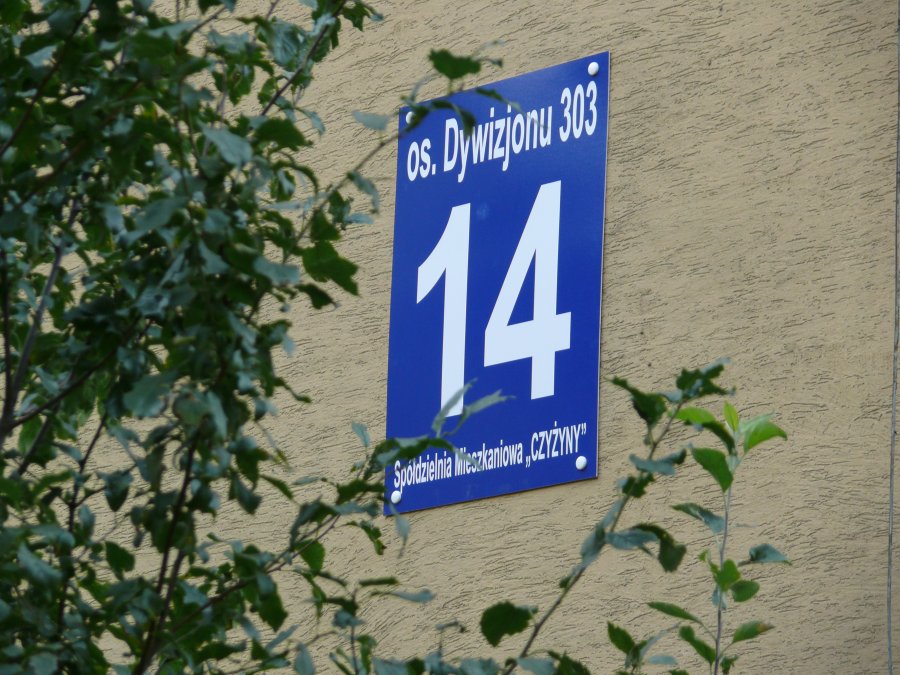 os. Dywizjonu 303
14
Spółdzielnia Mieszkaniowa „CZYŻYNY”